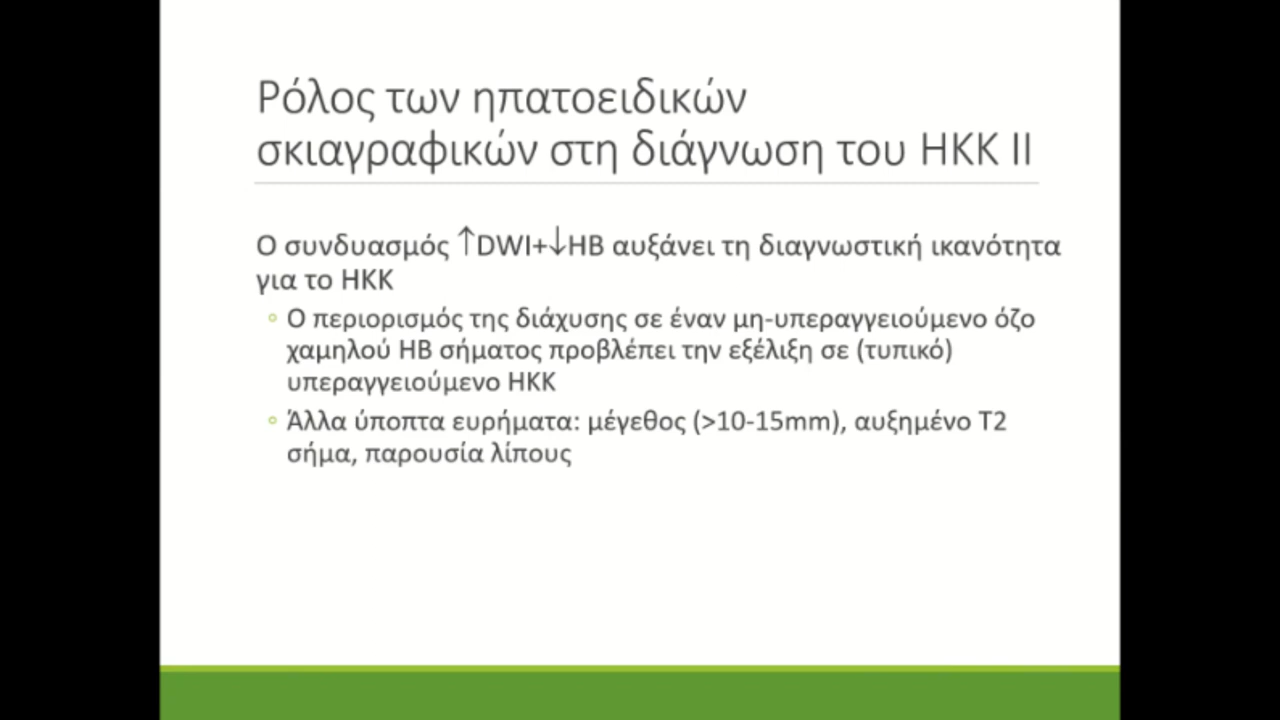 Ρόλος των ηπατοειδικών
σκιαγραφικών στη διάγνωση του ΗΚΚ ΙΙ
Ο συνδυασμός ↑DWI+↓HB αυξάνει τη διαγνωστική ικανότητα
για το ΗΚΚ
◦ Ο περιορισμός της διάχυσης σε έναν μη-υπεραγγειούμενο όζο
χαμηλού ΗΒ σήματος προβλέπει την εξέλιξη σε (τυπικό)
υπεραγγειούμενο ΗΚΚ
◦ Άλλα ύποπτα ευρήματα: μέγεθος (>10-15mm), αυξημένο Τ2
σήμα, παρουσία λίπους